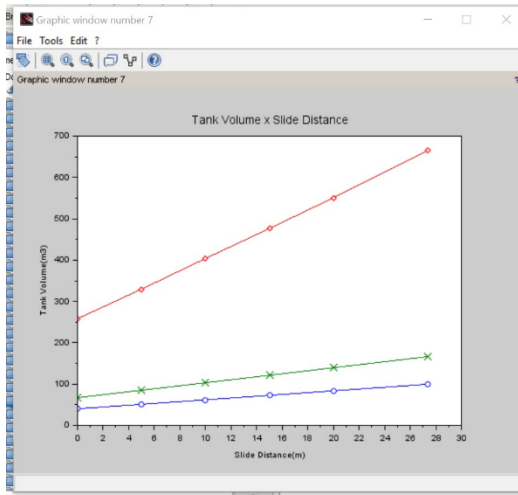 Graphic window number 7
File Tools Edit ?
Graphic window number 7
Tank Volume x Slide Distance
700
600
500
400
300
200
100
0
Tank Volume(m3)
0 2 4 6 8 10 12 14 16 18 20 22 24 26 28 30
Slide Distance(m)